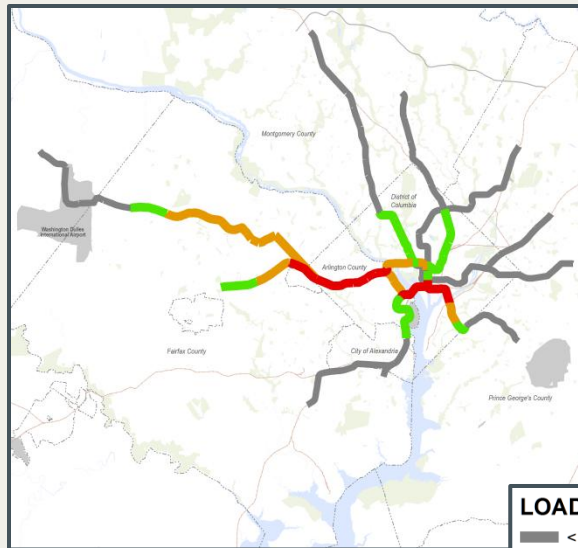 Montgomery County
District of
Columbia
Washington Dulles
International Airport
Arlington County
Fairfax County
City of Alexandria
Prince George's County
LOAD
<